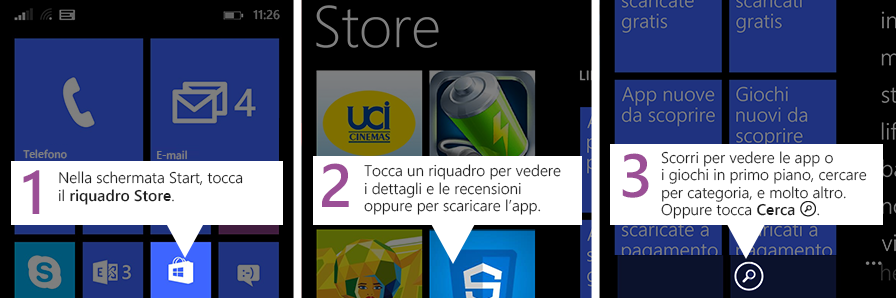 11:26
4
Telefono
E-mail
1
Nella schermata Start, tocca
il riquadro Store.
3
Store
uci
CINEMAS
2
Tocca un riquadro per vedere
i dettagli e le recensioni
oppure per scaricare l'app.
scaricate
gratis
scaricati
gratis
App nuove
da scoprire
Giochi
nuovi da
scoprire
3
Scorri per vedere le app o
i giochi in primo piano, cercare
per categoria, e molto altro.
Oppure tocca Cerca.
scaricate a
pagamento
scaricati a
pagamento